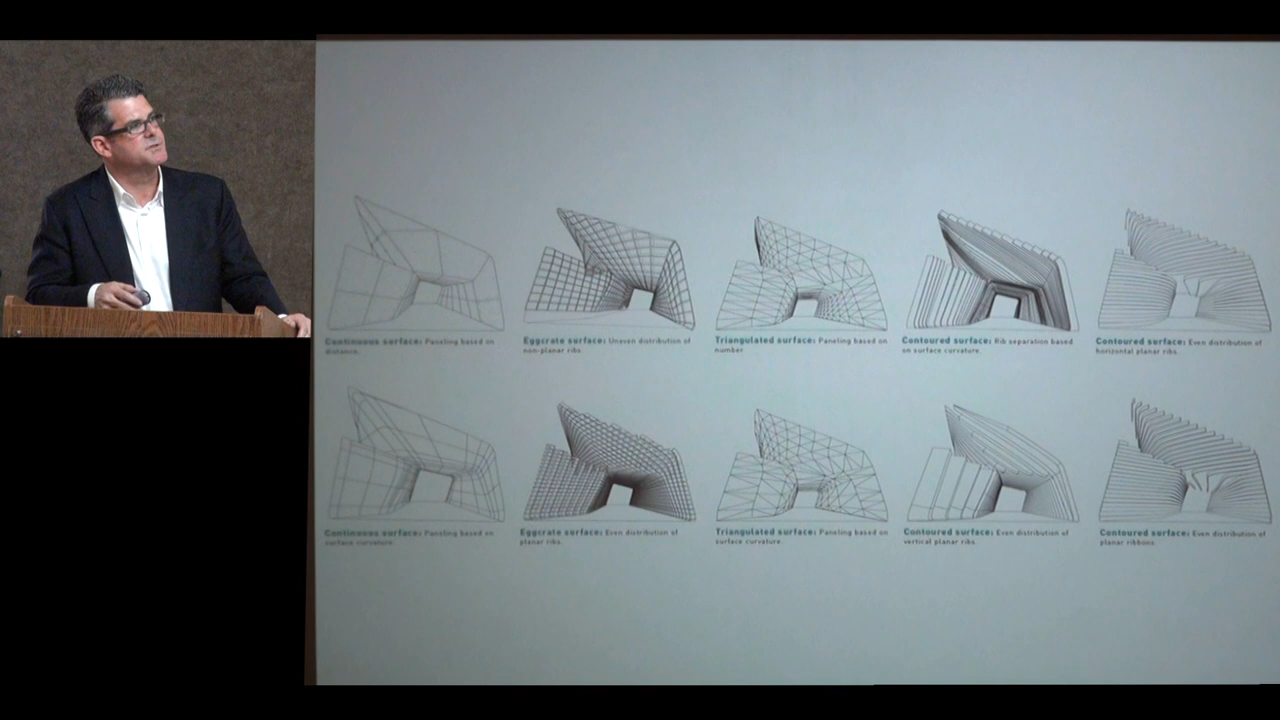 Continuous surface: Paneling based on
distance.
Eggcrate surface: Uneven distribution of
non-planar ribs.
Triangulated surface: Paneling based on
number.
Contoured surface: Rib separation based
on surface curvature.
Contoured surface: Even distribution of
horizontal planar ribs.
Continuous surface: Paneling based on
surface curvature.
Eggcrate surface: Even distribution of
planar ribs.
Triangulated surface: Paneling based on
surface curvature.
Contoured surface: Even distribution of
vertical planar ribs.
Contoured surface: Even distribution of
planar ribbons.